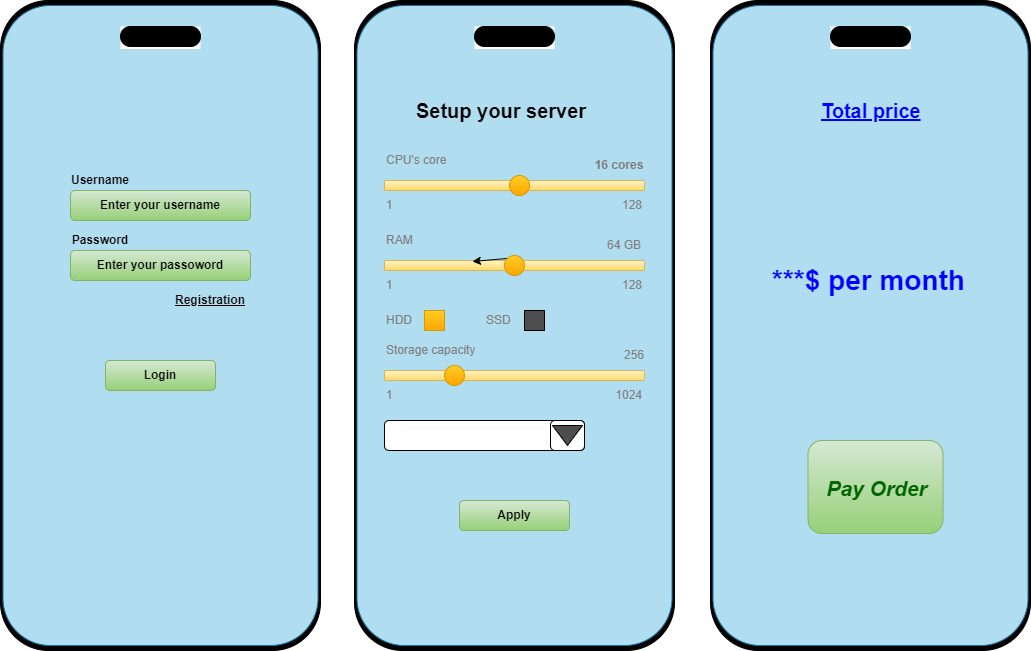 Username
Enter your username
Password
Enter your passoword
Registration
Login
Setup your server
CPU's core
16 cores
1
128
RAM
64 GB
1
128
HDD
SSD
Storage capacity
256
1
1024
Apply
Total price
***$ per month
Pay Order